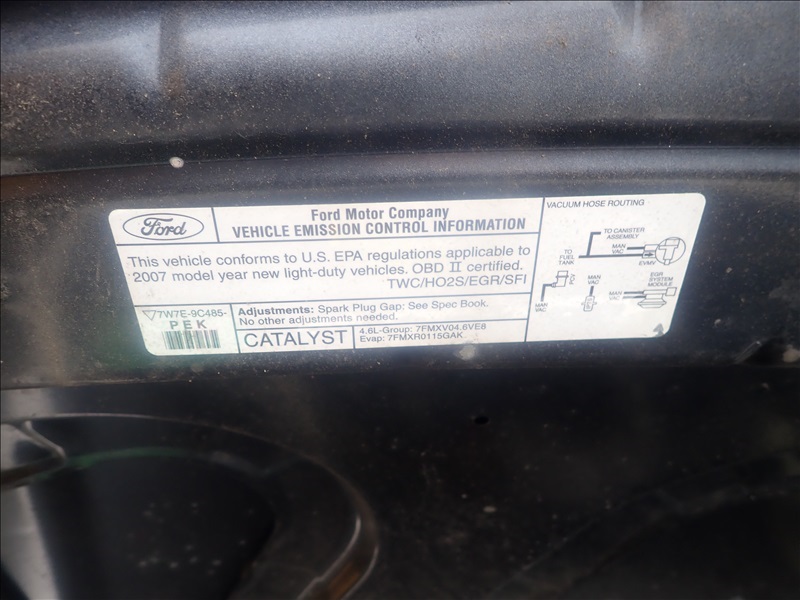 Ford
Ford Motor Company
VEHICLE EMISSION CONTROL INFORMATION
This vehicle conforms to U.S. EPA regulations applicable to
2007 model year new light-duty vehicles. OBD II certified.
TWC/HO2S/EGR/SFI
7W7E-9C485-
PEK
Adjustments: Spark Plug Gap: See Spec Book.
No other adjustments needed.
CATALYST
4.6L-Group: 7FMXV04.6VE8
Evap: 7FMXR0115GAK
VACUUM HOSE ROUTING
TO CANISTER
ASSEMBLY
TO
FUEL
TANK
MAN
VAC
EVMV
PCV
MAN
VAC
MAN
VAC
MAN
VAC
EGR
SYSTEM
MODULE